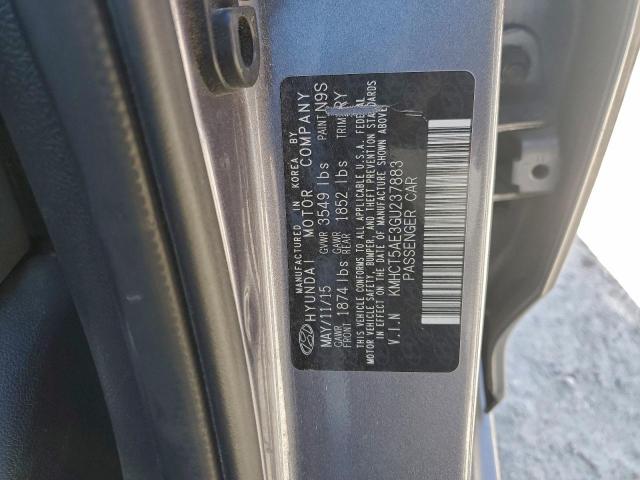 MANUFACTURED IN KOREA BY
HYUNDAI MOTOR COMPANY
MAY/11/15 GVWR 3549 lbs PAINT N9S
GAWR FRONT 1874 lbs GAWR REAR 1852 lbs TRIM RY
THIS VEHICLE CONFORMS TO ALL APPLICABLE U.S.A. FEDERAL
MOTOR VEHICLE SAFETY, BUMPER, AND THEFT PREVENTION STANDARDS
IN EFFECT ON THE DATE OF MANUFACTURE SHOWN ABOVE
V.I.N KMHCT5AE3GU237883
PASSENGER CAR